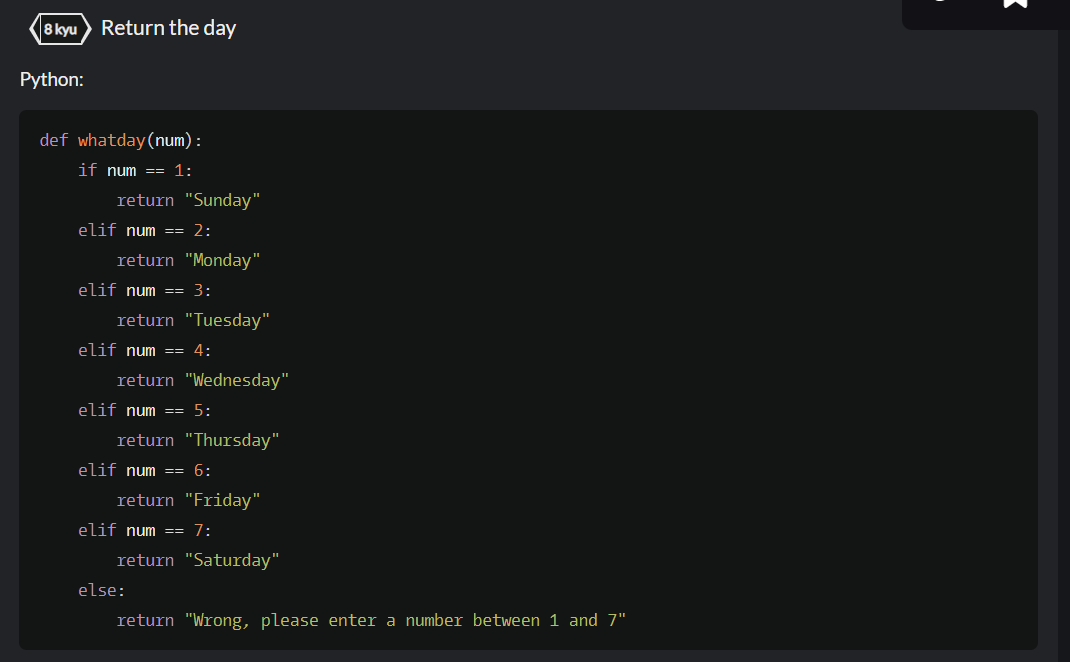 8 kyu Return the day
Python:
def whatday(num):
    if num == 1:
        return "Sunday"
    elif num == 2:
        return "Monday"
    elif num == 3:
        return "Tuesday"
    elif num == 4:
        return "Wednesday"
    elif num == 5:
        return "Thursday"
    elif num == 6:
        return "Friday"
    elif num == 7:
        return "Saturday"
    else:
        return "Wrong, please enter a number between 1 and 7"